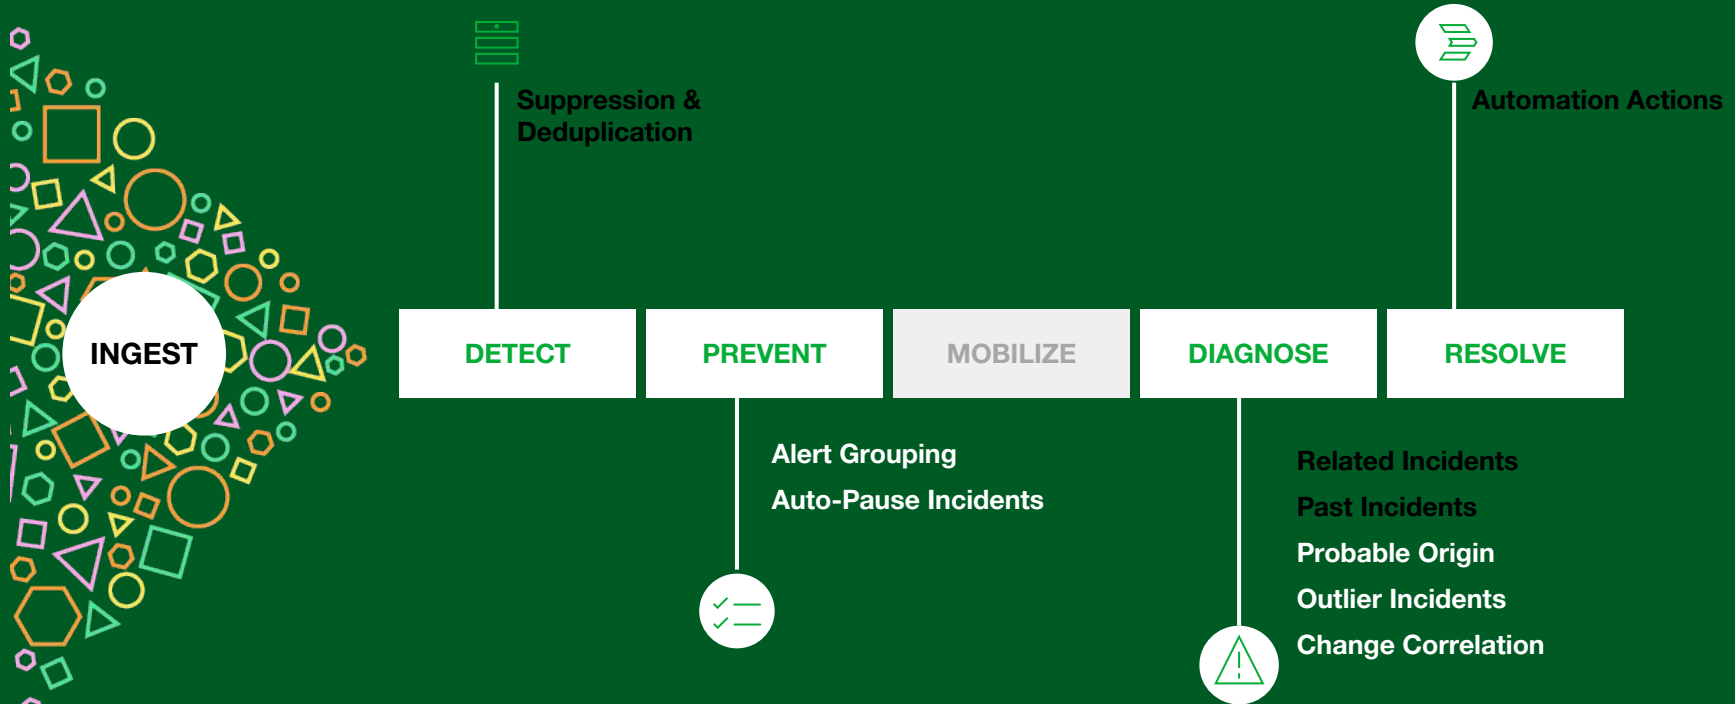 Suppression &
Deduplication
Automation Actions
INGEST
DETECT
PREVENT
MOBILIZE
DIAGNOSE
RESOLVE
Alert Grouping
Auto-Pause Incidents
Related Incidents
Past Incidents
Probable Origin
Outlier Incidents
Change Correlation